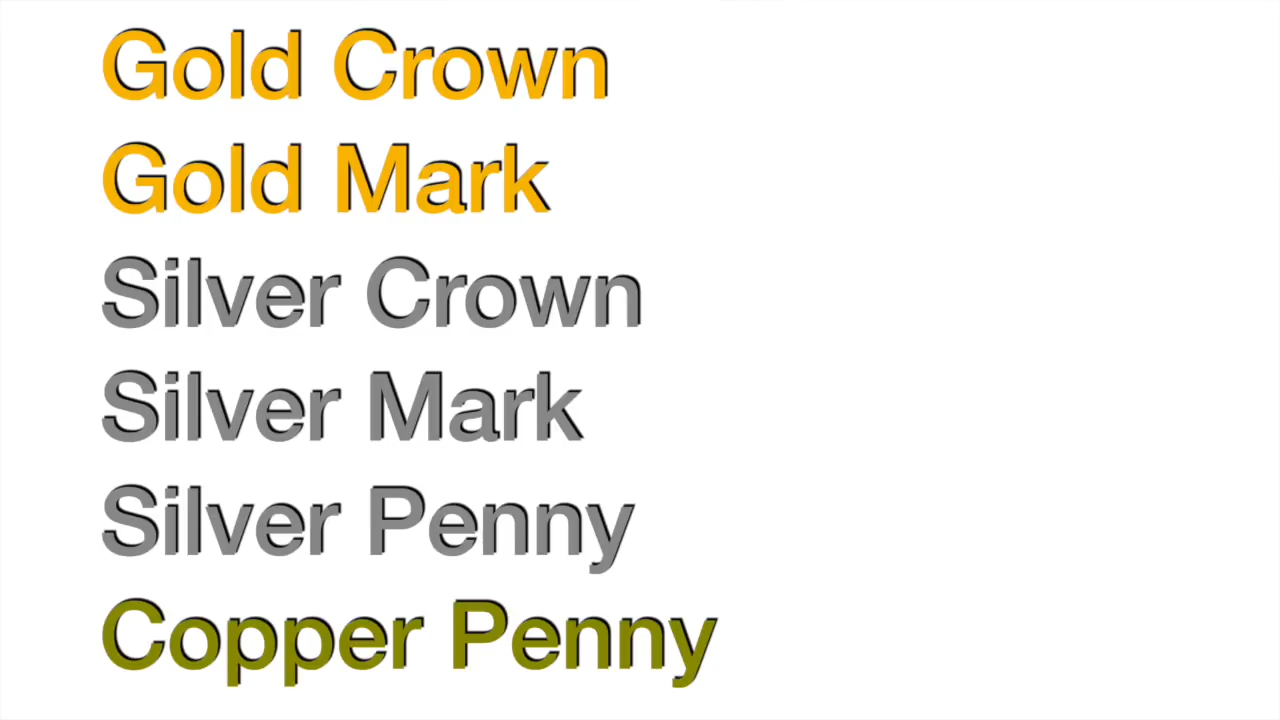 Gold Crown
Gold Mark
Silver Crown
Silver Mark
Silver Penny
Copper Penny